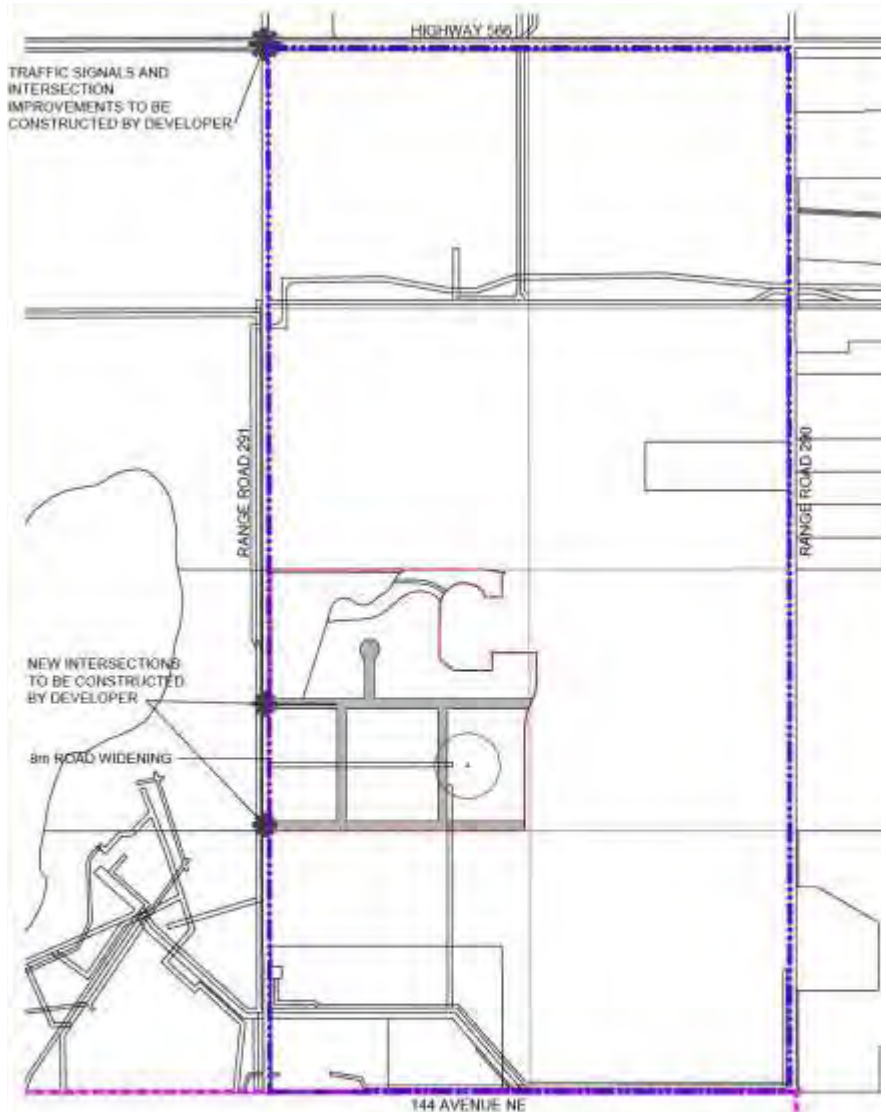 HIGHWAY 566
TRAFFIC SIGNALS AND
INTERSECTION
IMPROVEMENTS TO BE
CONSTRUCTED BY DEVELOPER
RANGE ROAD 291
RANGE ROAD 290
NEW INTERSECTIONS
TO BE CONSTRUCTED
BY DEVELOPER
8m ROAD WIDENING
144 AVENUE NE